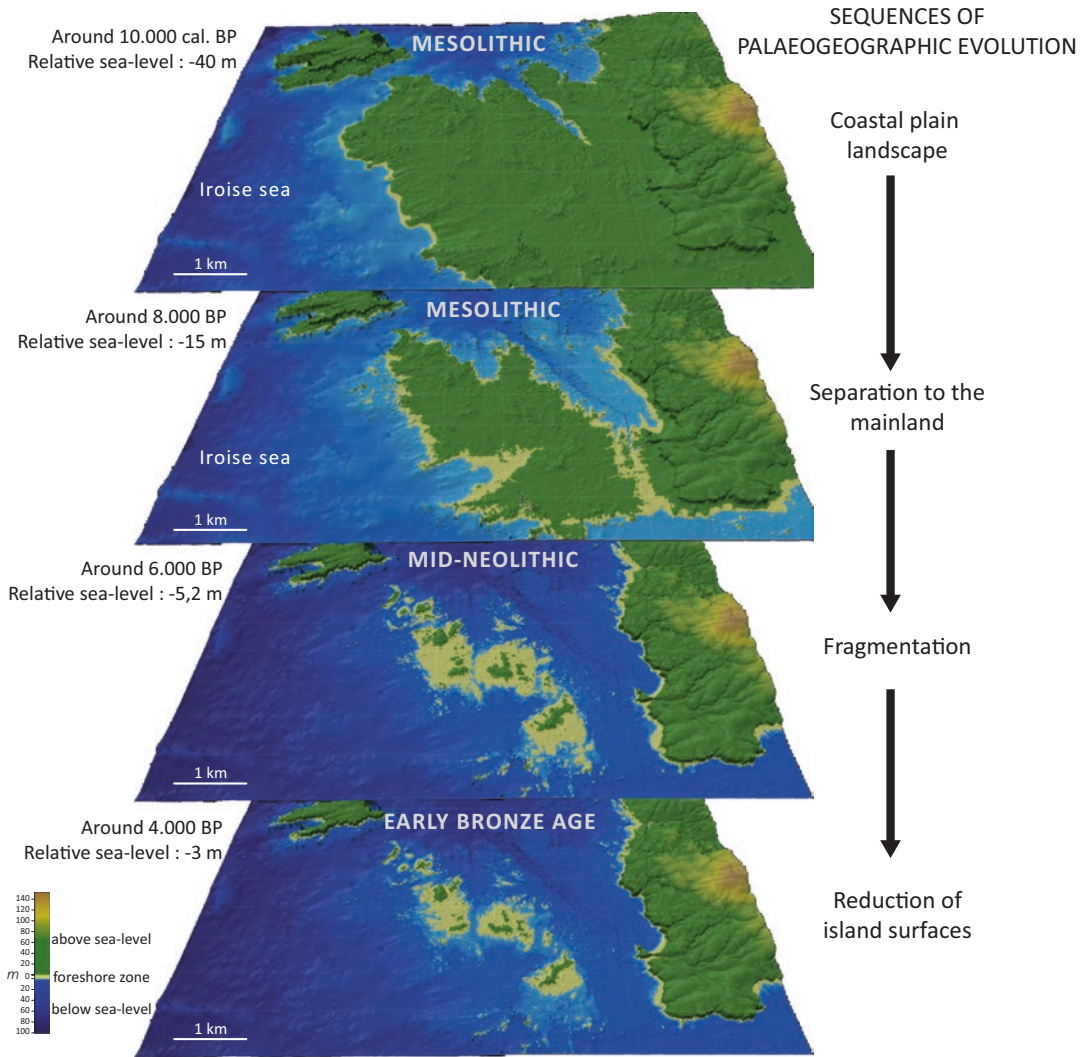 SEQUENCES OF
PALAEOGEOGRAPHIC EVOLUTION
Around 10.000 cal. BP
Relative sea-level : -40 m
MESOLITHIC
Iroise sea
1 km
Coastal plain
landscape
Around 8.000 BP
Relative sea-level : -15 m
MESOLITHIC
Iroise sea
1 km
Separation to the
mainland
Around 6.000 BP
Relative sea-level : -5,2 m
MID-NEOLITHIC
1 km
Fragmentation
Around 4.000 BP
Relative sea-level : -3 m
EARLY BRONZE AGE
1 km
Reduction of
island surfaces
140
120
100
80
60
40
20
m 0
20
40
60
80
100
above sea-level
foreshore zone
below sea-level